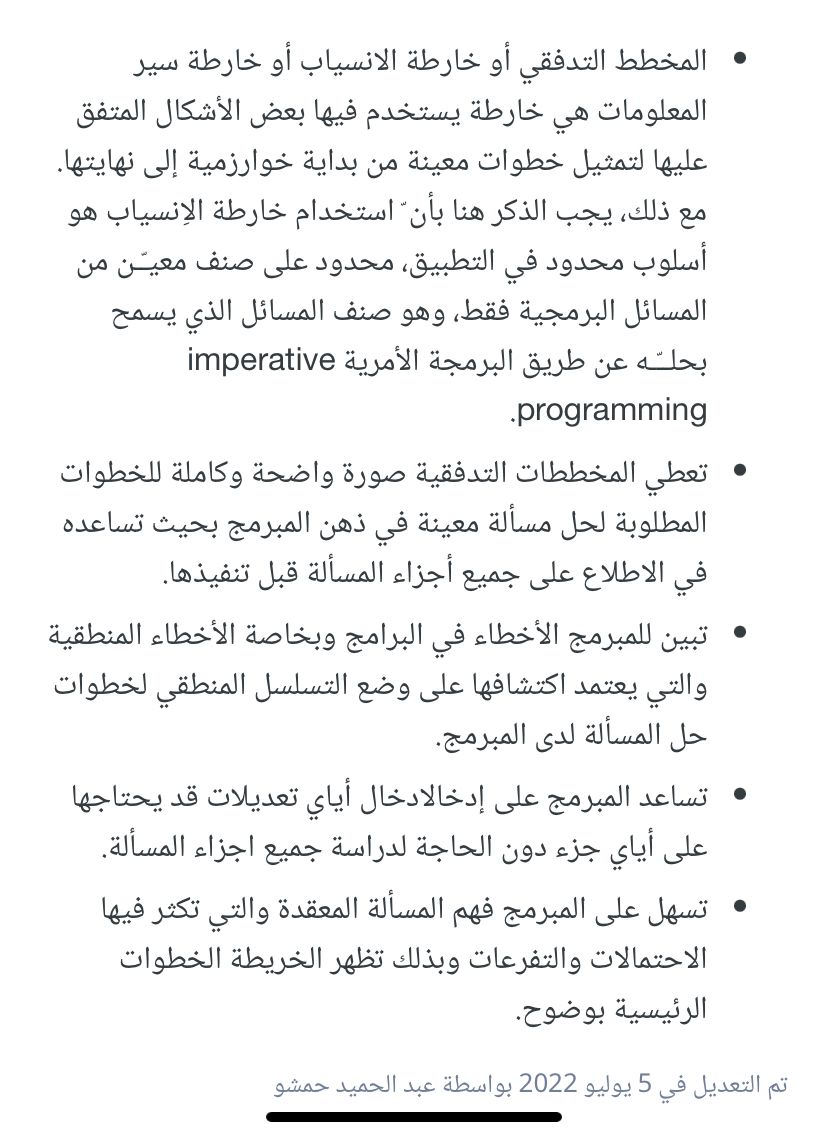 • المخطط التدفقي أو خارطة الانسياب أو خارطة سير
المعلومات هي خارطة يستخدم فيها بعض الأشكال المتفق
عليها لتمثيل خطوات معينة من بداية خوارزمية إلى نهايتها.
مع ذلك، يجب الذكر هنا بأن ّ استخدام خارطة الاِنسياب هو
أسلوب محدود في التطبيق، محدود على صنف معيـّـن من
المسائل البرمجية فقط، وهو صنف المسائل الذي يسمح
بحلـّـه عن طريق البرمجة الأمرية imperative
programming.
• تعطي المخططات التدفقية صورة واضحة وكاملة للخطوات
المطلوبة لحل مسألة معينة في ذهن المبرمج بحيث تساعده
في الاطلاع على جميع أجزاء المسألة قبل تنفيذها.
• تبين للمبرمج الأخطاء في البرامج وبخاصة الأخطاء المنطقية
والتي يعتمد اكتشافها على وضع التسلسل المنطقي لخطوات
حل المسألة لدى المبرمج.
• تساعد المبرمج على إدخالادخال أياي تعديلات قد يحتاجها
على أياي جزء دون الحاجة لدراسة جميع اجزاء المسألة.
• تسهل على المبرمج فهم المسألة المعقدة والتي تكثر فيها
الاحتمالات والتفرعات وبذلك تظهر الخريطة الخطوات
الرئيسية بوضوح.
تم التعديل في 5 يوليو 2022 بواسطة عبد الحميد حمشو